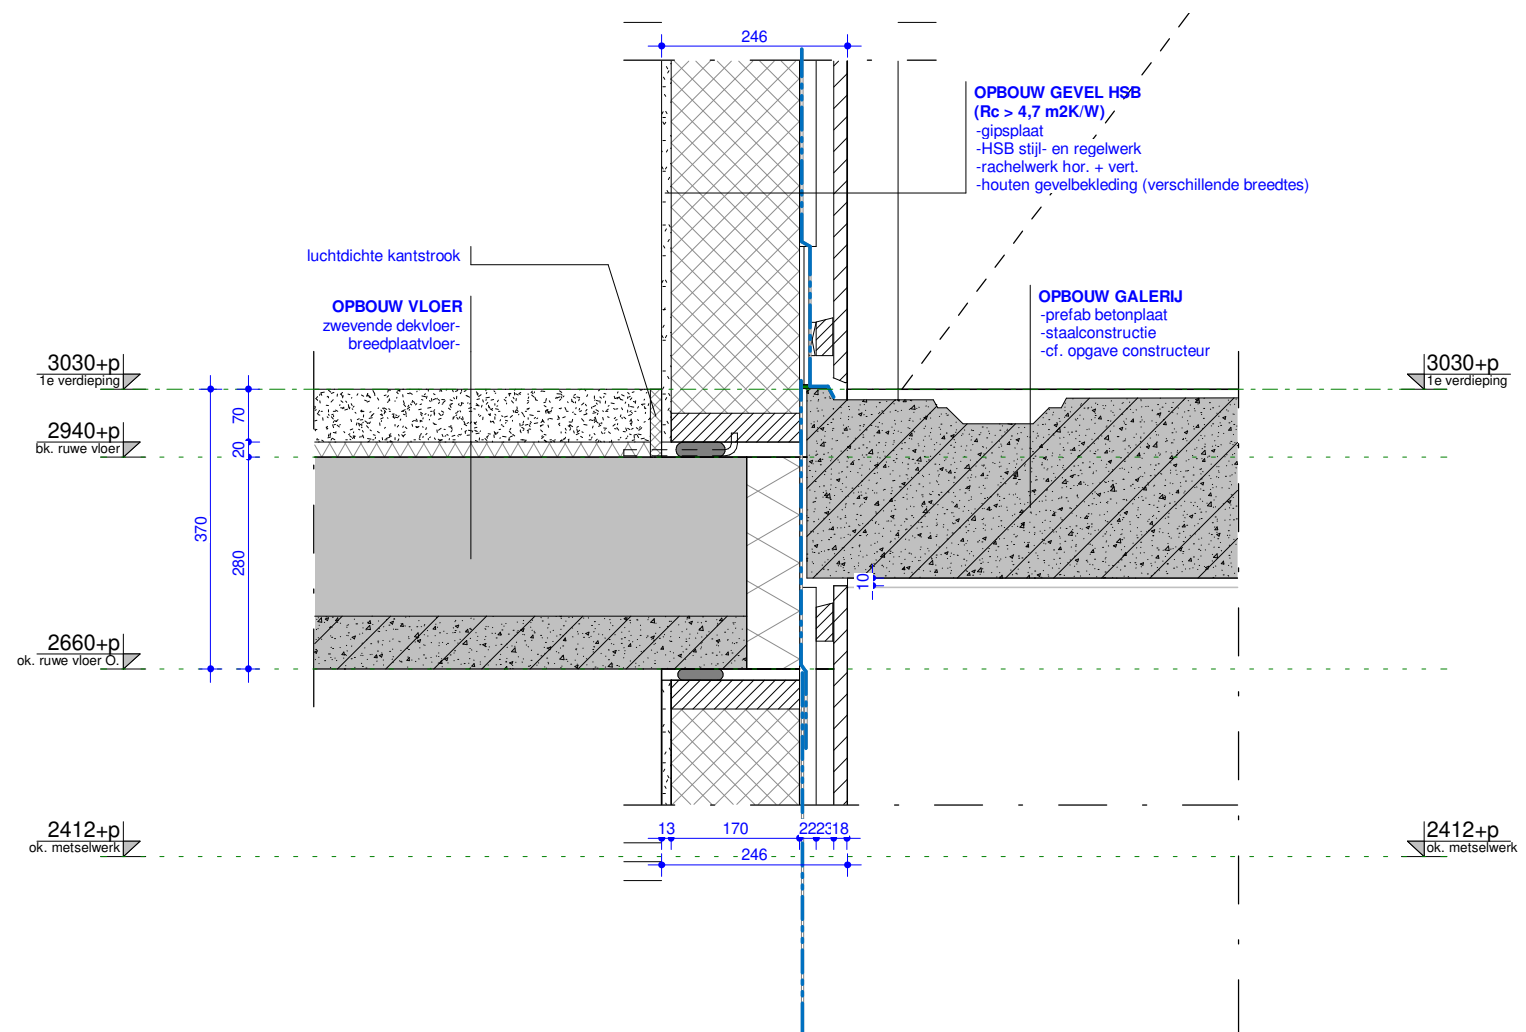 246
OPBOUW GEVEL HSB
(Rc > 4,7 m2K/W)
-gipsplaat
-HSB stijl- en regelwerk
-rachelwerk hor. + vert.
-houten gevelbekleding (verschillende breedtes)
luchtdichte kantstrook
OPBOUW VLOER
zwevende dekvloer-
breedplaatvloer-
OPBOUW GALERIJ
-prefab betonplaat
-staalconstructie
-cf. opgave constructeur
3030+p
1e verdieping
3030+p
1e verdieping
70
2940+p
bk. ruwe vloer
20
370
280
10
2660+p
ok. ruwe vloer O.
13 170 22 23 18
2412+p
ok. metselwerk
246
2412+p
ok. metselwerk